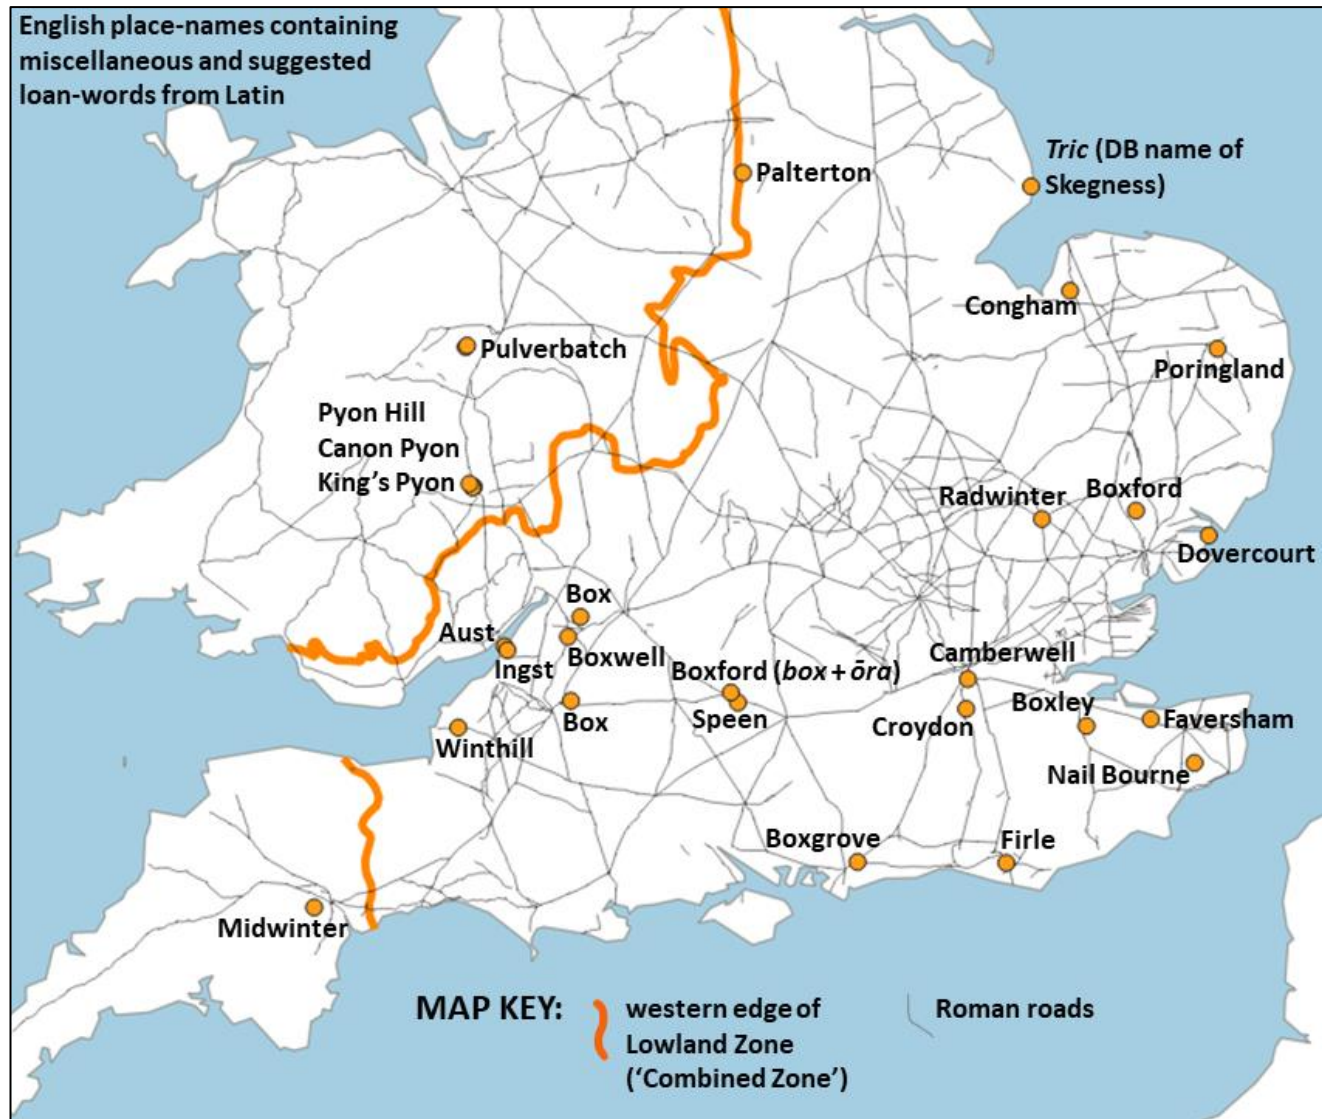 English place-names containing
miscellaneous and suggested
loan-words from Latin
Tric (DB name of
Skegness)
Palterton
Congham
Pulverbatch
Poringland
Pyon Hill
Canon Pyon
King's Pyon
Radwinter
Boxford
Dovercourt
Box
Aust
Boxwell
Ingst
Camberwell
Boxford (box + ōra)
Speen
Boxley
Box
Croydon
Faversham
Winthill
Nail Bourne
Boxgrove
Firle
Midwinter
MAP KEY:
western edge of
Lowland Zone
('Combined Zone')
Roman roads